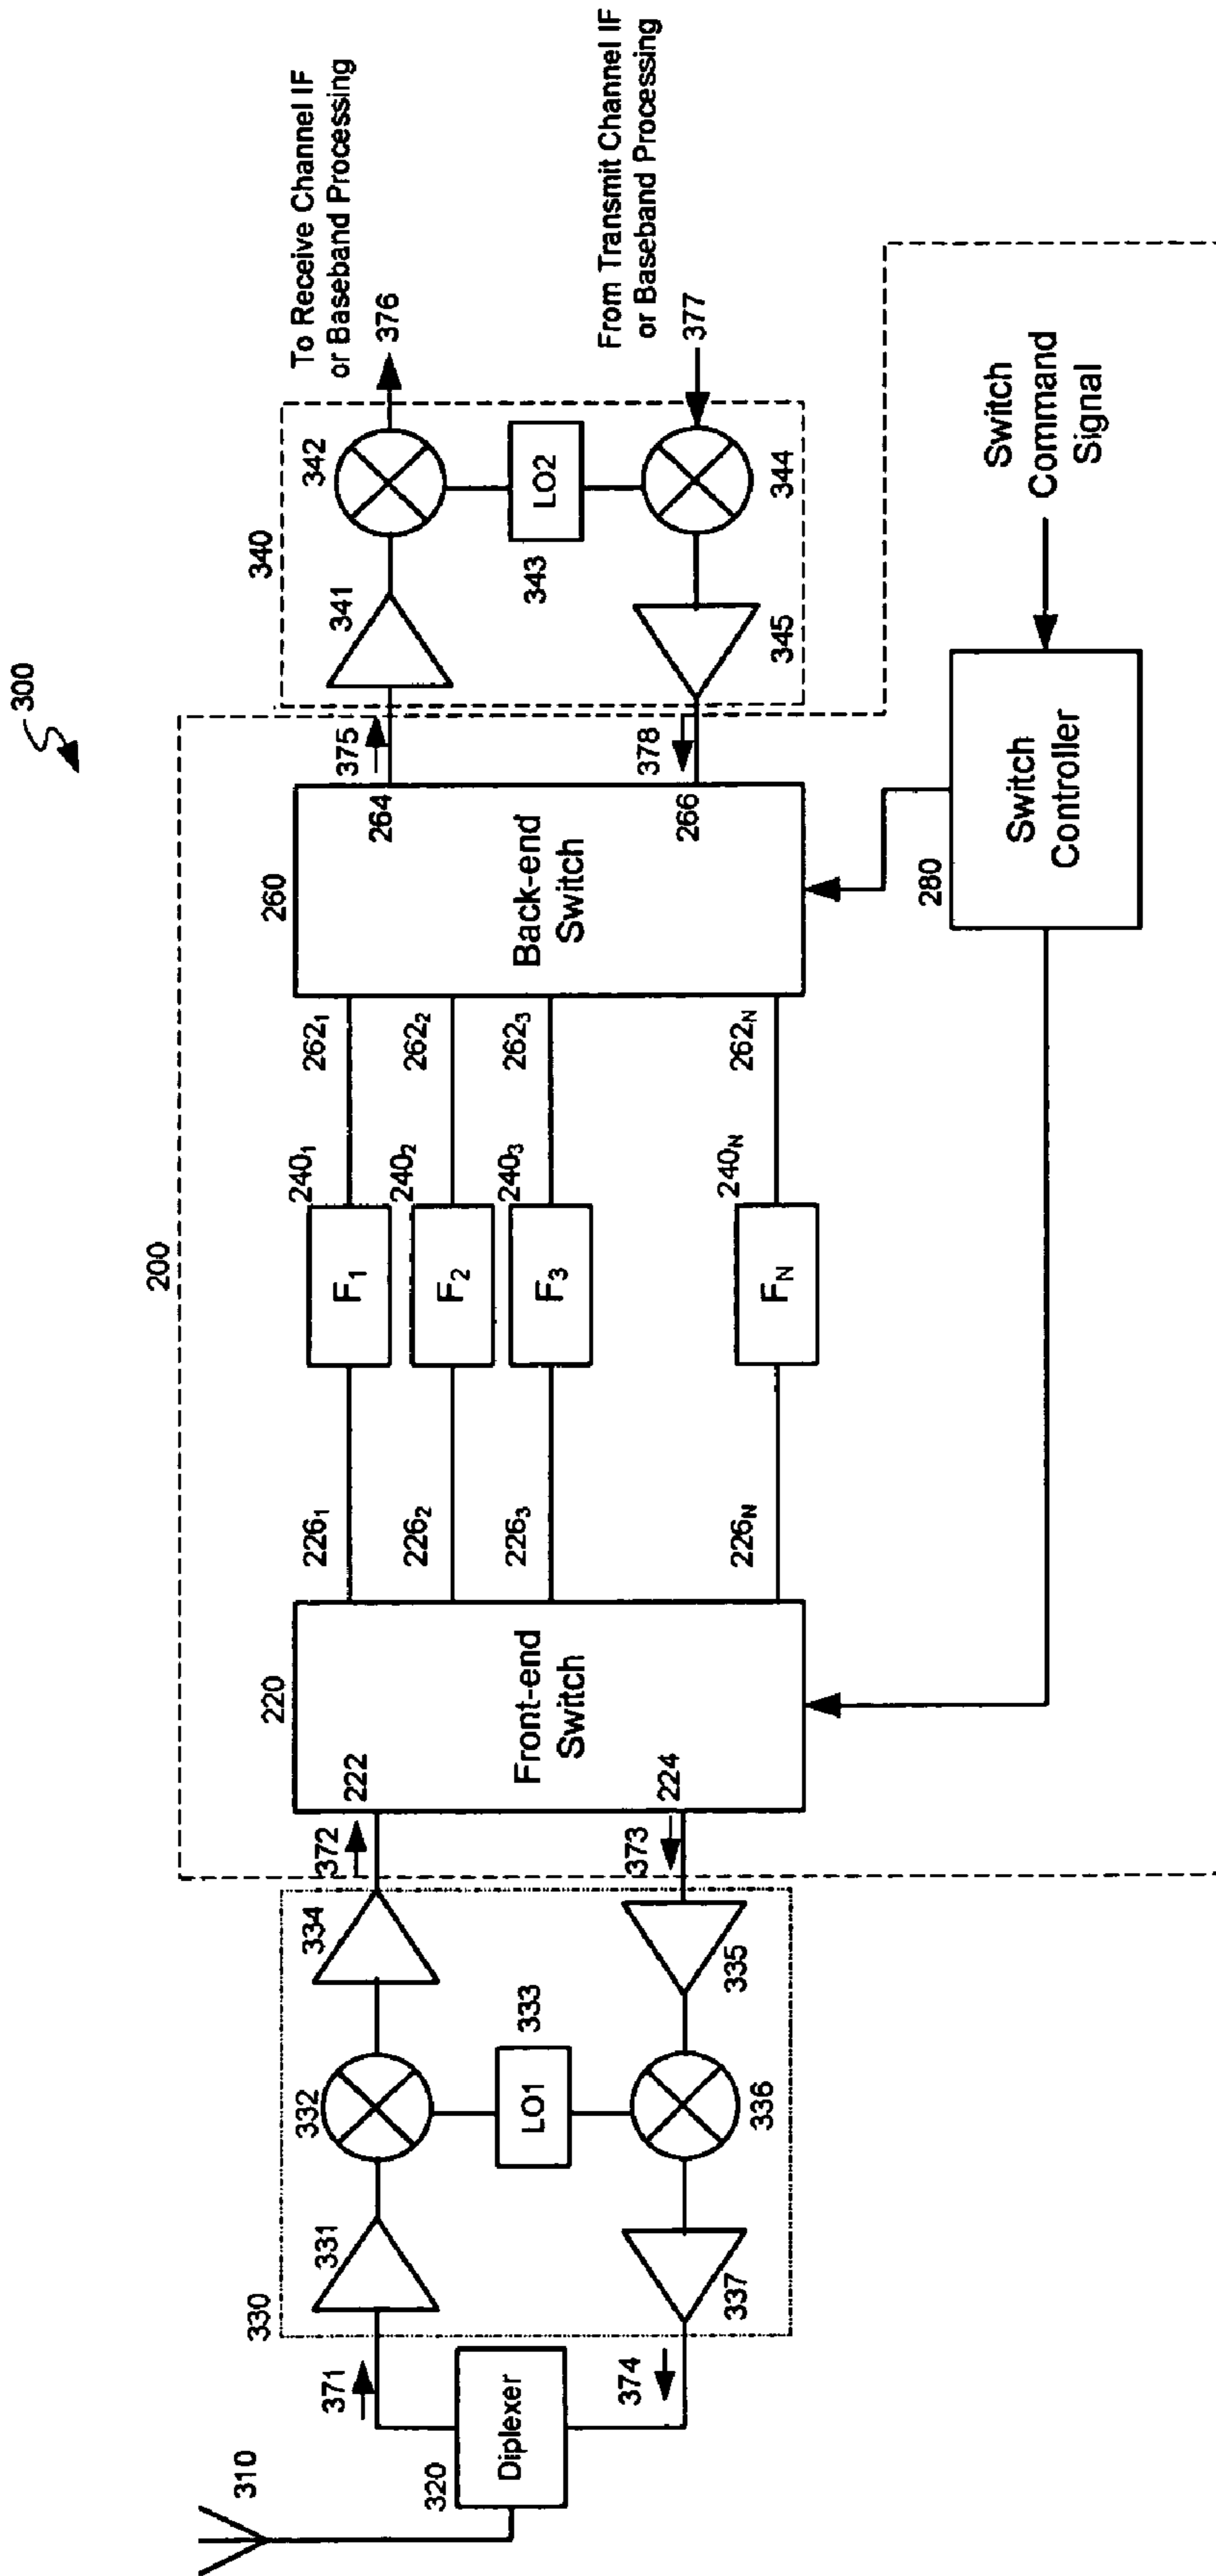 300
To Receive Channel IF
or Baseband Processing
376
From Transmit Channel IF
or Baseband Processing
377
340
341
342
LO2
343
344
345
200
375
378
260
264
266
Back-end
Switch
262₁
262₂
262₃
262N
240₁
240₂
240₃
240N
F₁
F₂
F₃
FN
226₁
226₂
226₃
226N
220
222
224
Front-end
Switch
280
Switch
Controller
Switch
Command
Signal
372
373
330
334
332
331
LO1
333
335
336
337
371
374
Diplexer
320
310